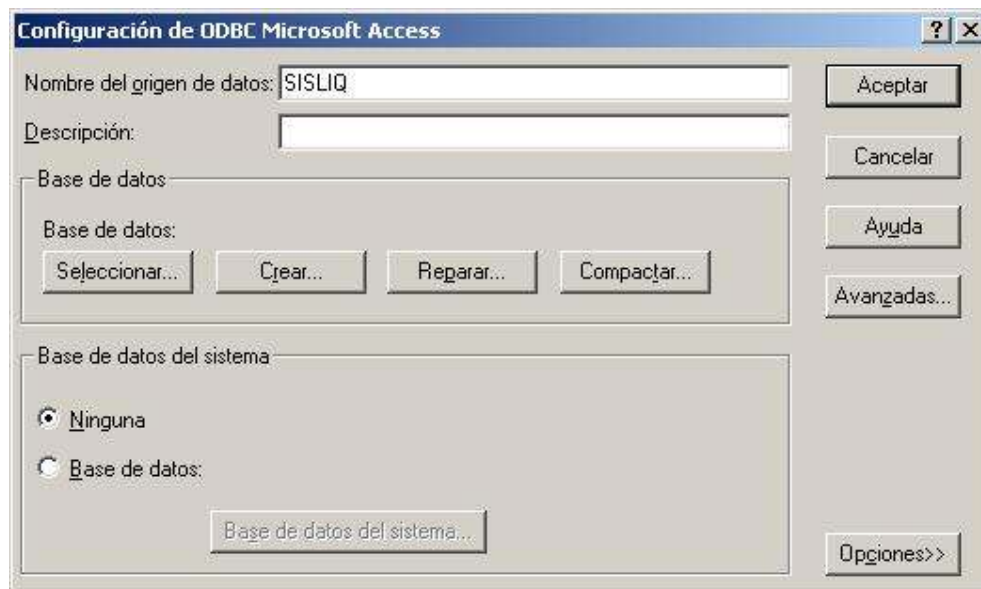 Configuración de ODBC Microsoft Access
Nombre del origen de datos: SISLIQ
Aceptar
Descripción:
Cancelar
Base de datos
Base de datos:
Ayuda
Seleccionar... Crear... Reparar... Compactar...
Avanzadas...
Base de datos del sistema
Ninguna
Base de datos:
Base de datos del sistema...
Opciones>>